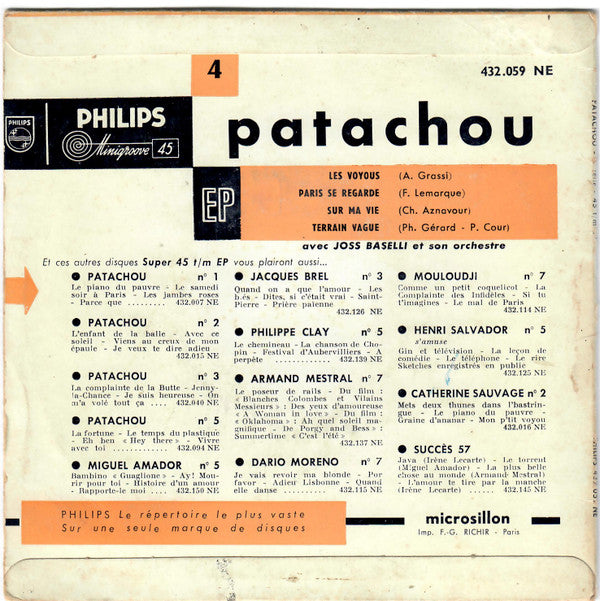 4
432.059 NE
PHILIPS
PHILIPS
Minigroove 45
patachou
EP
LES VOYOUS (A. Grassi)
PARIS SE REGARDE (F. Lemarque)
SUR MA VIE (Ch. Aznavour)
TERRAIN VAGUE (Ph. Gérard - P. Cour)
avec JOSS BASELLI et son orchestre
Et ces autres disques Super 45 t/m EP vous plairont aussi...
● PATACHOU n° 1
Le piano du pauvre - Le samedi
soir à Paris - Les jambes roses
- Parce que .......... 432.007 NE
● PATACHOU n° 2
L'enfant de la balle - Avec ce
soleil - Viens au creux de mon
épaule - Je veux te dire adieu
432.015 NE
● PATACHOU n° 3
La complainte de la Butte - Jenny-
la-Chance - Je suis heureuse - On
m'a volé tout ça .... 432.040 NE
● PATACHOU n° 5
La fortune - Le temps du plastique
- Eh ben « Hey there » - Vivre
avec toi ............ 432.094 NE
● MIGUEL AMADOR n° 5
Bambino « Guaglione » - Ay! Mou-
rir pour toi - Histoire d'un amour
- Rapporte-le moi .... 432.150 NE
● JACQUES BREL n° 3
Quand on a que l'amour - Les
blés - Dites, si c'était vrai - Saint-
Pierre - Prière païenne
432.126 NE
● PHILIPPE CLAY n° 5
Le chemineau - La chanson de Cho-
pin - Festival d'Aubervilliers - A
perpète ............ 432.139 NE
● ARMAND MESTRAL n° 7
Le poseur de rails - Du film :
« Blanches Colombes et Vilains
Messieurs » : Des yeux d'amoureuse
« A Woman in love » - Du film :
« Oklahoma » : Ah quel soleil ma-
gnifique - De Porgy and Bess » :
Summertime « C'est l'été »
432.137 NE
● DARIO MORENO n° 7
Je vais revoir ma blonde - Por
favor - Adieu Lisbonne - Quand
elle danse .......... 432.115 NE
● MOULOUDJI n° 7
Comme un petit coquelicot - La
Complainte des Infidèles - Si tu
t'imagines - Le mal de Paris
432.114 NE
● HENRI SALVADOR n° 5
s'amuse
Gin et télévision - La leçon de
comédie - Le téléphone - Le rire
Sketches enregistrés en public
432.125 NE
● CATHERINE SAUVAGE n° 2
Mets deux thunes dans l'bastrin-
gue - Le piano du pauvre -
Graine d'ananar - Mon p'tit voyou
432.016 NE
● SUCCÈS 57
Java (Irène Lecarte) - Le torrent
(Miguel Amador) - La plus belle
chose au monde (Armand Mestral)
- L'amour te tire par la manche
(Irène Lecarte) ...... 432.145 NE
PHILIPS Le répertoire le plus vaste
Sur une seule marque de disques
microsillon
Imp. F.-G. RICHIR - Paris